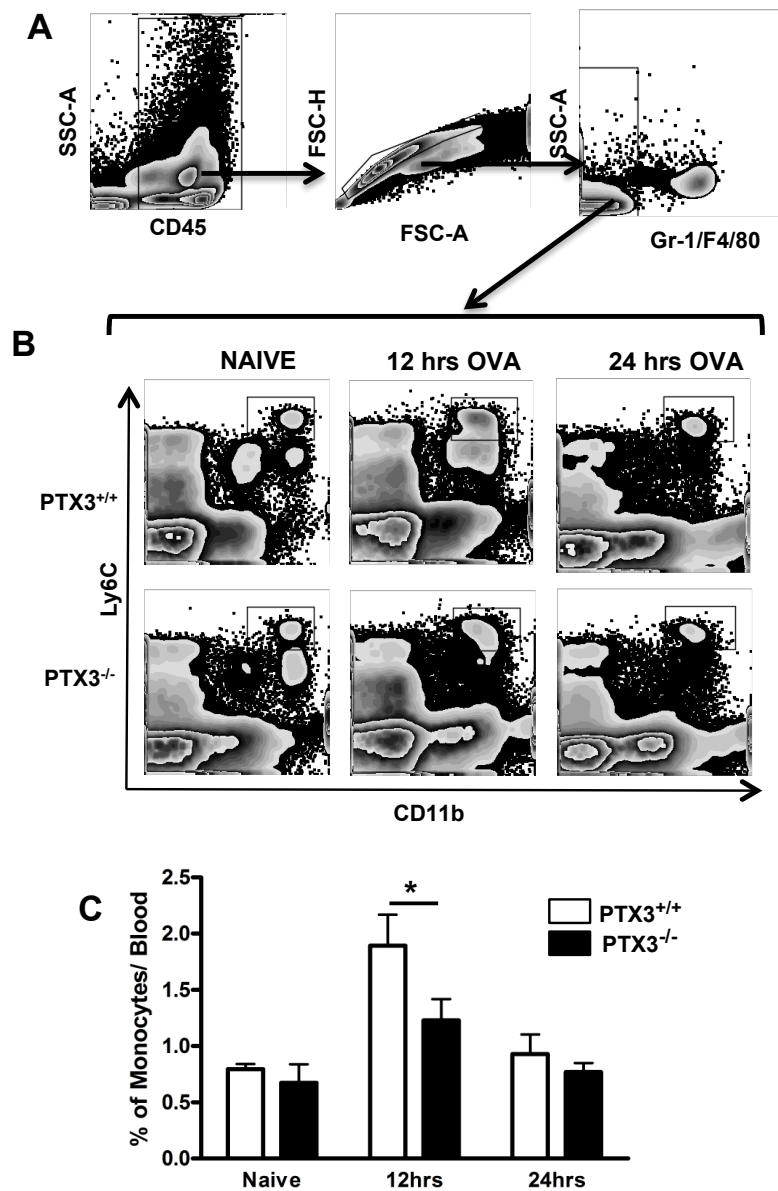 A
SSC-A
CD45
FSC-H
FSC-A
SSC-A
Gr-1/F4/80
B
NAIVE
12 hrs OVA
24 hrs OVA
PTX3+/+
Ly6C
PTX3-/-
CD11b
C
% of Monocytes/ Blood
2.5
2.0
1.5
1.0
0.5
0.0
*
PTX3+/+
PTX3-/-
Naive
12hrs
24hrs